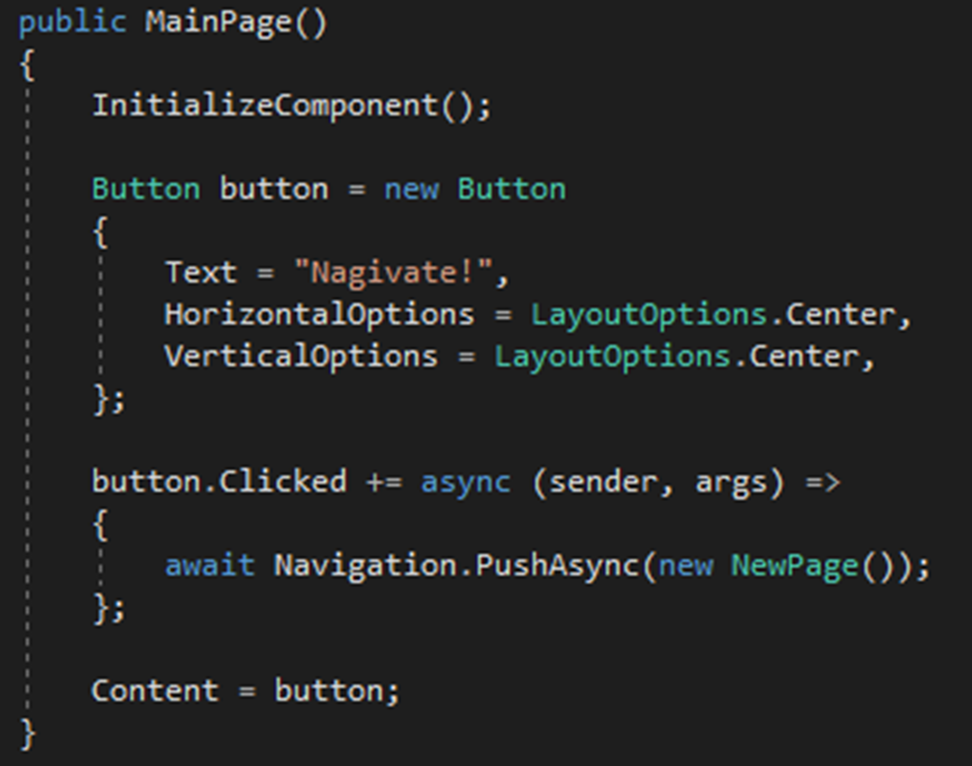 public MainPage()
{
InitializeComponent();
Button button = new Button
{
Text = "Nagivate!",
HorizontalOptions = LayoutOptions.Center,
VerticalOptions = LayoutOptions.Center,
};
button.Clicked += async (sender, args) =>
{
await Navigation.PushAsync(new NewPage());
};
Content = button;
}